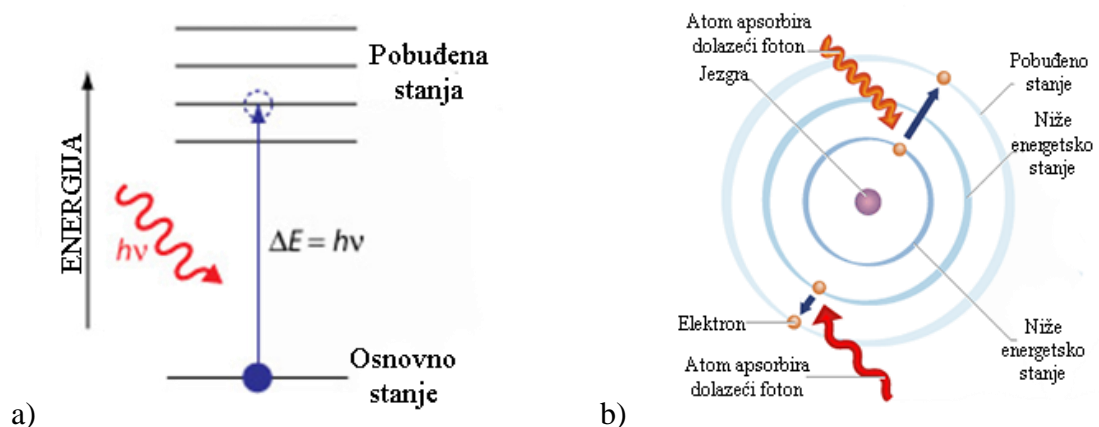 ENERGIJA
Pobuđena
stanja
hν
ΔE = hν
Osnovno
stanje
a)
Atom apsorbira
dolazeći foton
Jezgra
Pobuđeno
stanje
Niže
energetsko
stanje
Elektron
Niže
energetsko
stanje
Atom apsorbira
dolazeći foton
b)